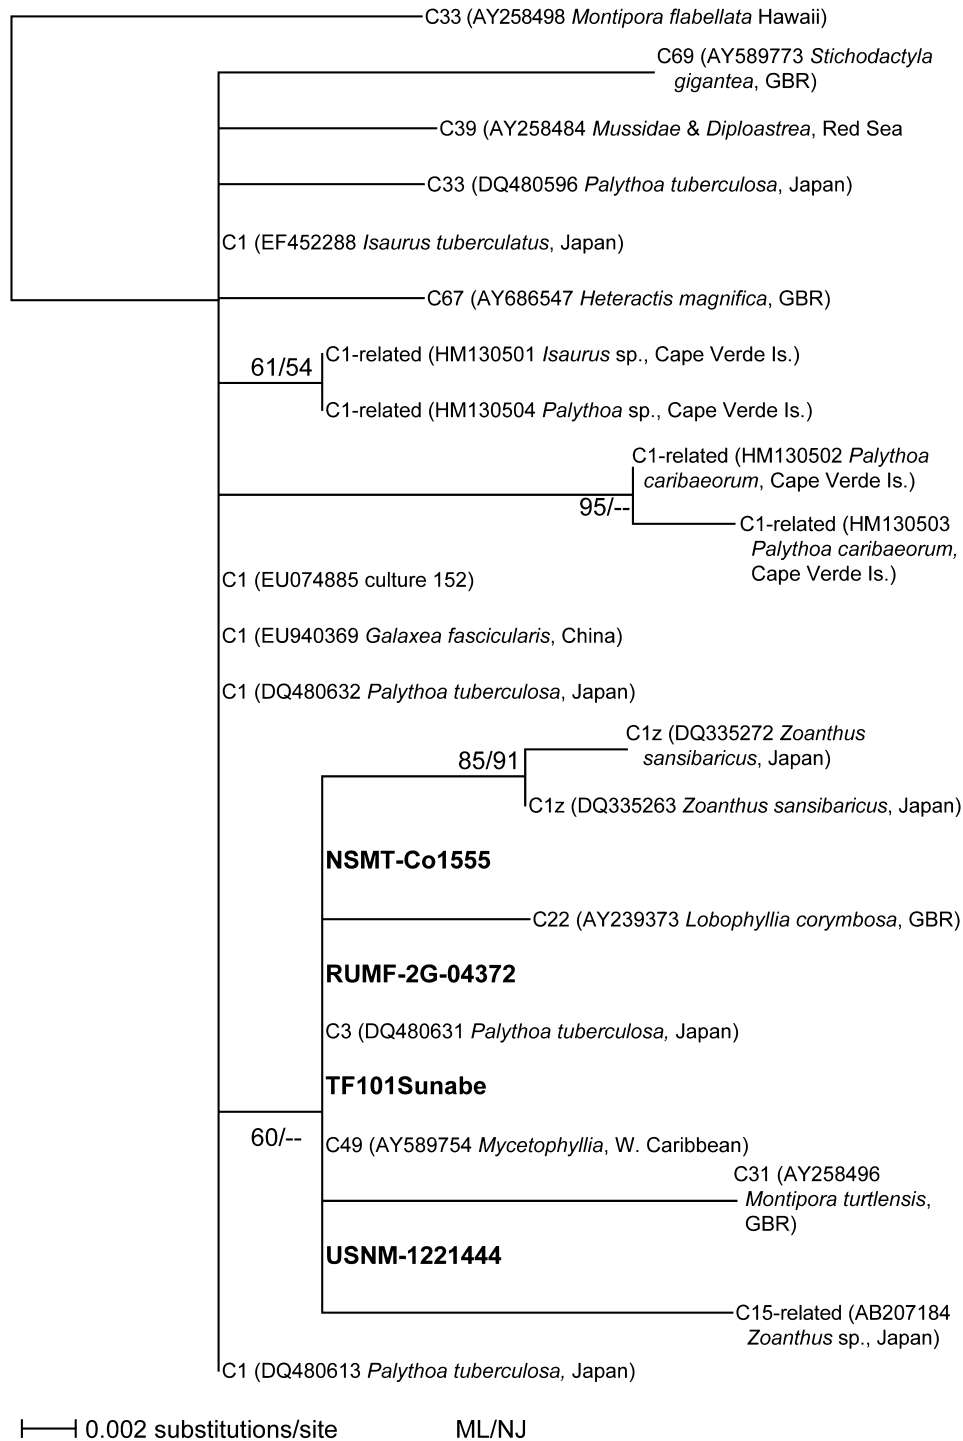 C33 (AY258498 Montipora flabellata Hawaii)
C69 (AY589773 Stichodactyla
gigantea, GBR)
C39 (AY258484 Mussidae & Diploastrea, Red Sea
C33 (DQ480596 Palythoa tuberculosa, Japan)
C1 (EF452288 Isaurus tuberculatus, Japan)
C67 (AY686547 Heteractis magnifica, GBR)
C1-related (HM130501 Isaurus sp., Cape Verde Is.)
61/54
C1-related (HM130504 Palythoa sp., Cape Verde Is.)
C1-related (HM130502 Palythoa
caribaeorum, Cape Verde Is.)
95/--
C1-related (HM130503
Palythoa caribaeorum,
Cape Verde Is.)
C1 (EU074885 culture 152)
C1 (EU940369 Galaxea fascicularis, China)
C1 (DQ480632 Palythoa tuberculosa, Japan)
C1z (DQ335272 Zoanthus
sansibaricus, Japan)
85/91
C1z (DQ335263 Zoanthus sansibaricus, Japan)
NSMT-Co1555
C22 (AY239373 Lobophyllia corymbosa, GBR)
RUMF-2G-04372
C3 (DQ480631 Palythoa tuberculosa, Japan)
TF101Sunabe
60/--
C49 (AY589754 Mycetophyllia, W. Caribbean)
C31 (AY258496
Montipora turtlensis,
GBR)
USNM-1221444
C15-related (AB207184
Zoanthus sp., Japan)
C1 (DQ480613 Palythoa tuberculosa, Japan)
0.002 substitutions/site
ML/NJ